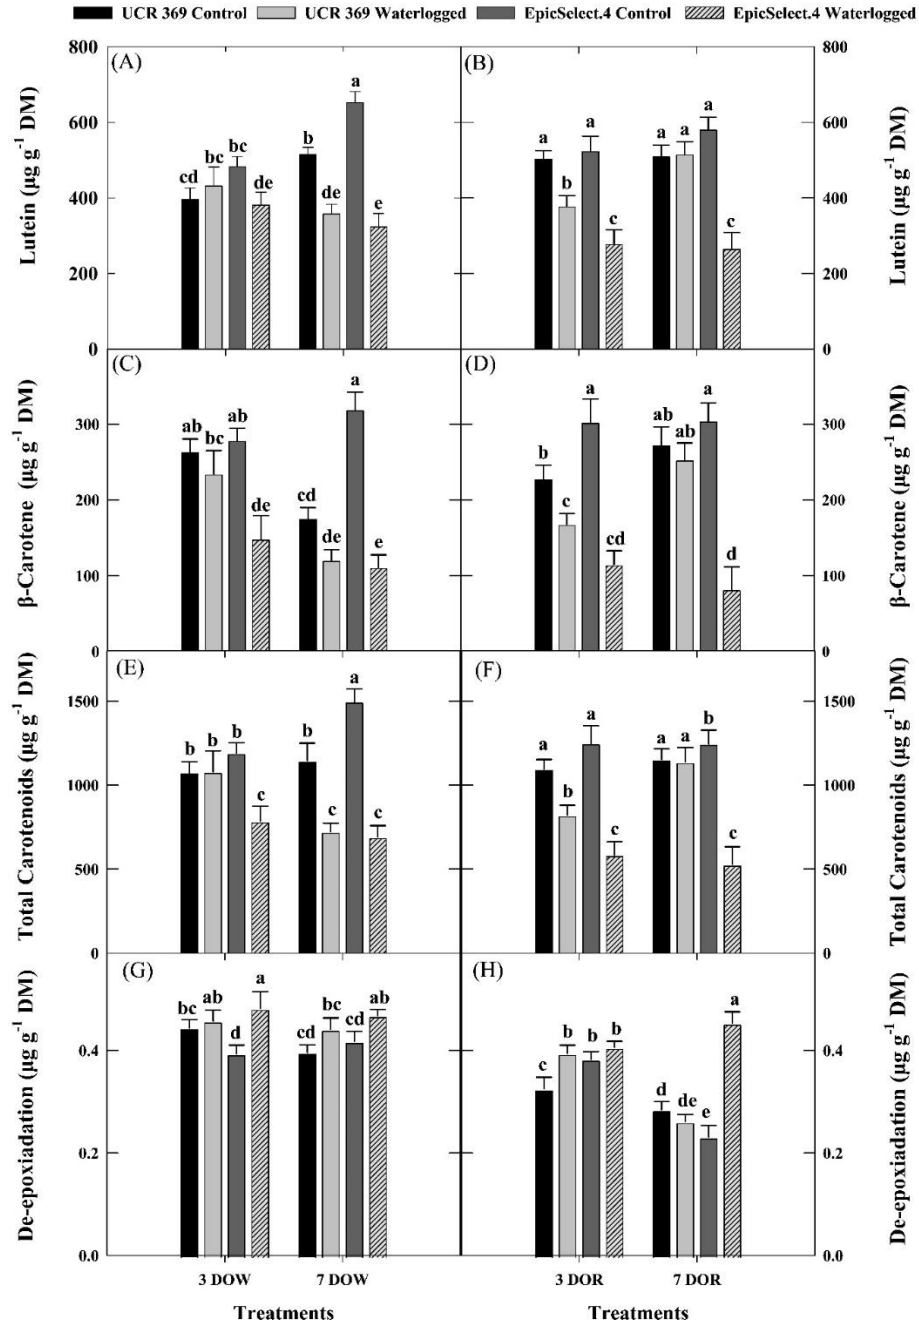 UCR 369 Control UCR 369 Waterlogged EpicSelect.4 Control EpicSelect.4 Waterlogged
(A)
Lutein (µg g⁻¹ DM)
800
600
400
200
0
cd bc bc de
b de a e
(B)
a b a c
a a a c
800
600
400
200
0
Lutein (µg g⁻¹ DM)
(C)
β-Carotene (µg g⁻¹ DM)
300
200
100
0
ab bc ab de
cd de a e
(D)
b c a cd
ab ab a d
300
200
100
0
β-Carotene (µg g⁻¹ DM)
(E)
Total Carotenoids (µg g⁻¹ DM)
1500
1000
500
0
b b b c
b c a c
(F)
a b a c
a a b c
1500
1000
500
0
Total Carotenoids (µg g⁻¹ DM)
(G)
De-epoxiadation (µg g⁻¹ DM)
0.4
0.2
0.0
bc ab d a
cd bc cd ab
(H)
c b b b
d de e a
0.4
0.2
0.0
De-epoxiadation (µg g⁻¹ DM)
3 DOW 7 DOW
3 DOR 7 DOR
Treatments
Treatments